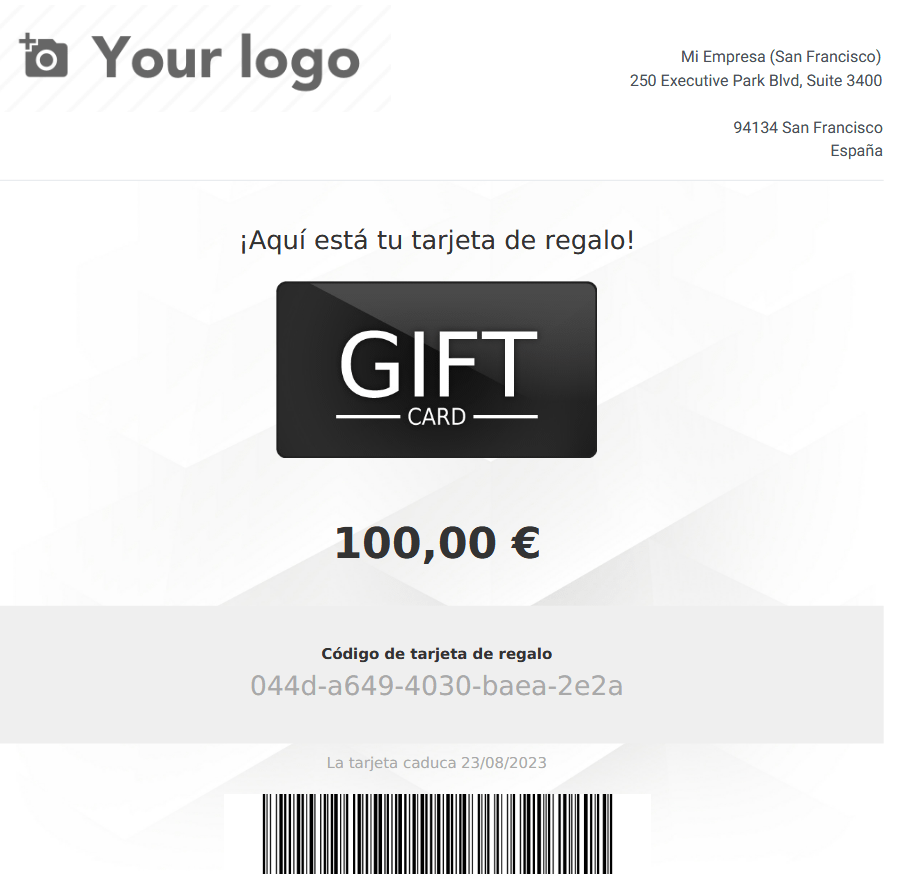 Your logo
Mi Empresa (San Francisco)
250 Executive Park Blvd, Suite 3400
94134 San Francisco
España
¡Aquí está tu tarjeta de regalo!
GIFT
CARD
100,00 €
Código de tarjeta de regalo
044d-a649-4030-baea-2e2a
La tarjeta caduca 23/08/2023